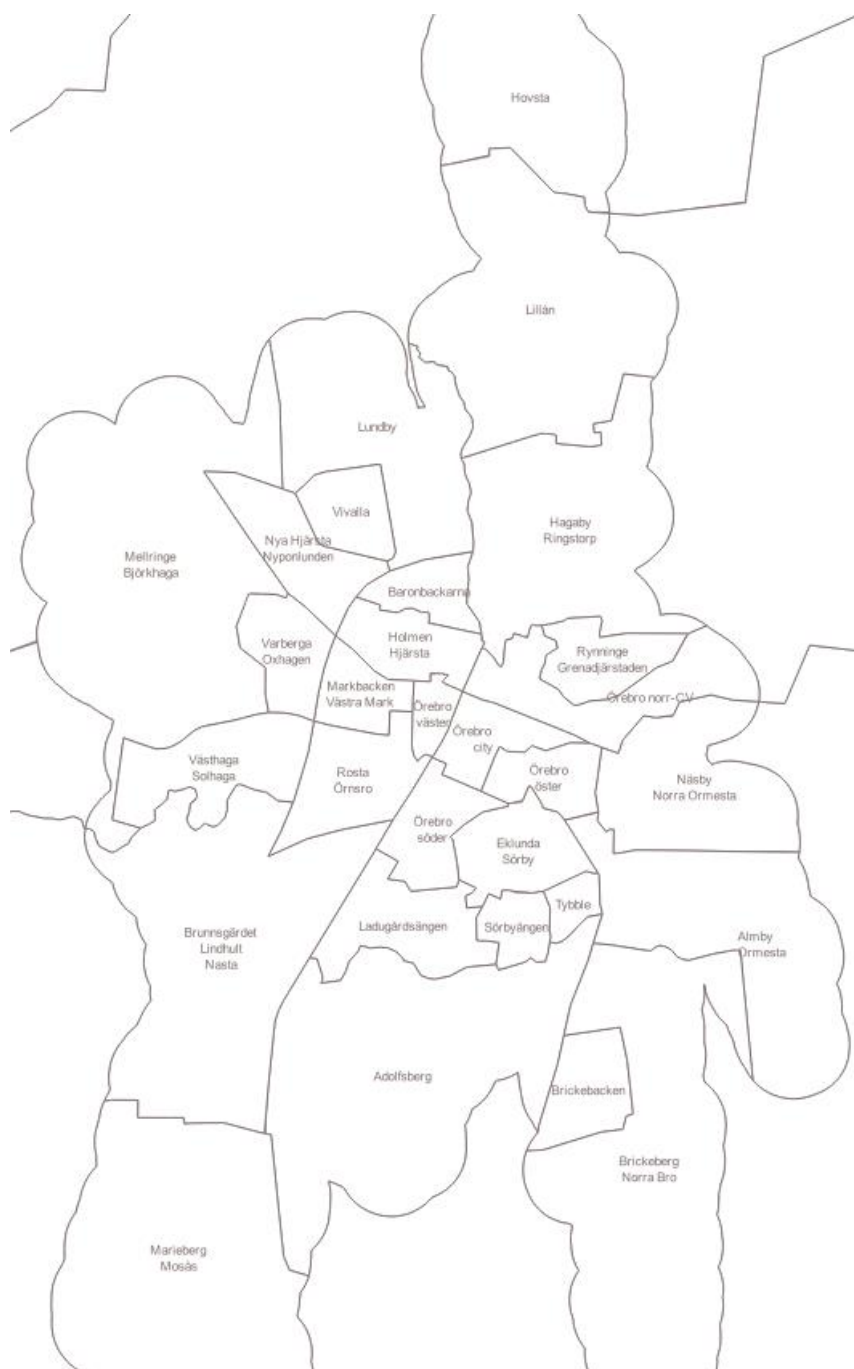 Hovsta
Lillån
Lundby
Vivalla
Hagaby
Ringstorp
Nya Hjärsta
Nyponlunden
Mellringe
Björkhaga
Baronbackarna
Holmen
Hjärsta
Varberga
Oxhagen
Rynninge
Grenadjärstaden
Markbacken
Västra Mark
Örebro norr-CV
Örebro
väster
Örebro
city
Västhaga
Solhaga
Rosta
Örnsro
Örebro
öster
Näsby
Norra Ormesta
Örebro
söder
Eklunda
Sörby
Tybble
Ladugårdsängen
Sörbyängen
Brunnsgärdet
Lindhult
Nasta
Almby
Ormesta
Adolfsberg
Brickebacken
Brickeberg
Norra Bro
Marieberg
Mosås